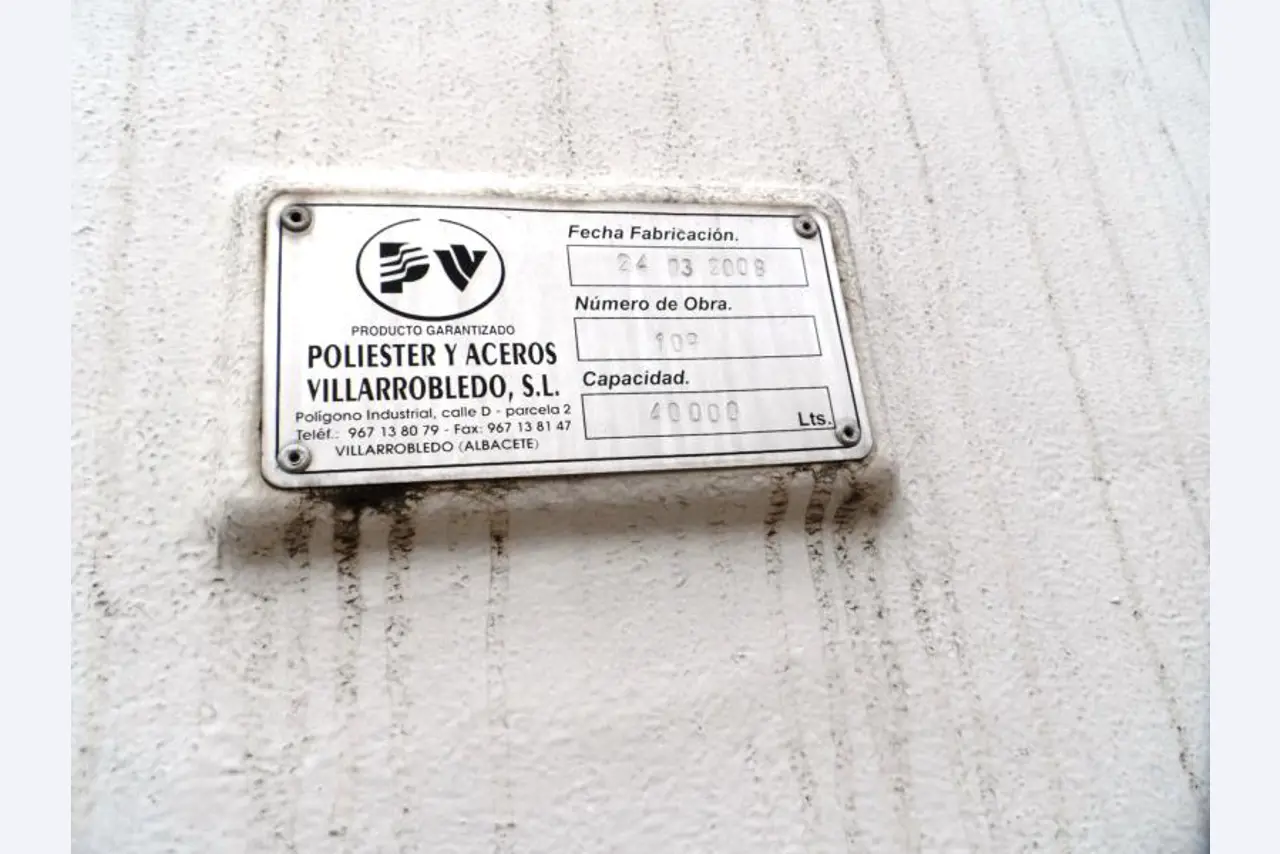 PV
PRODUCTO GARANTIZADO
POLIESTER Y ACEROS
VILLARROBLEDO, S.L.
Polígono Industrial, calle D - parcela 2
Teléf.: 967 13 80 79 - Fax: 967 13 81 47
VILLARROBLEDO (ALBACETE)
Fecha Fabricación.
24 03 2008
Número de Obra.
Capacidad.
40000 Lts.